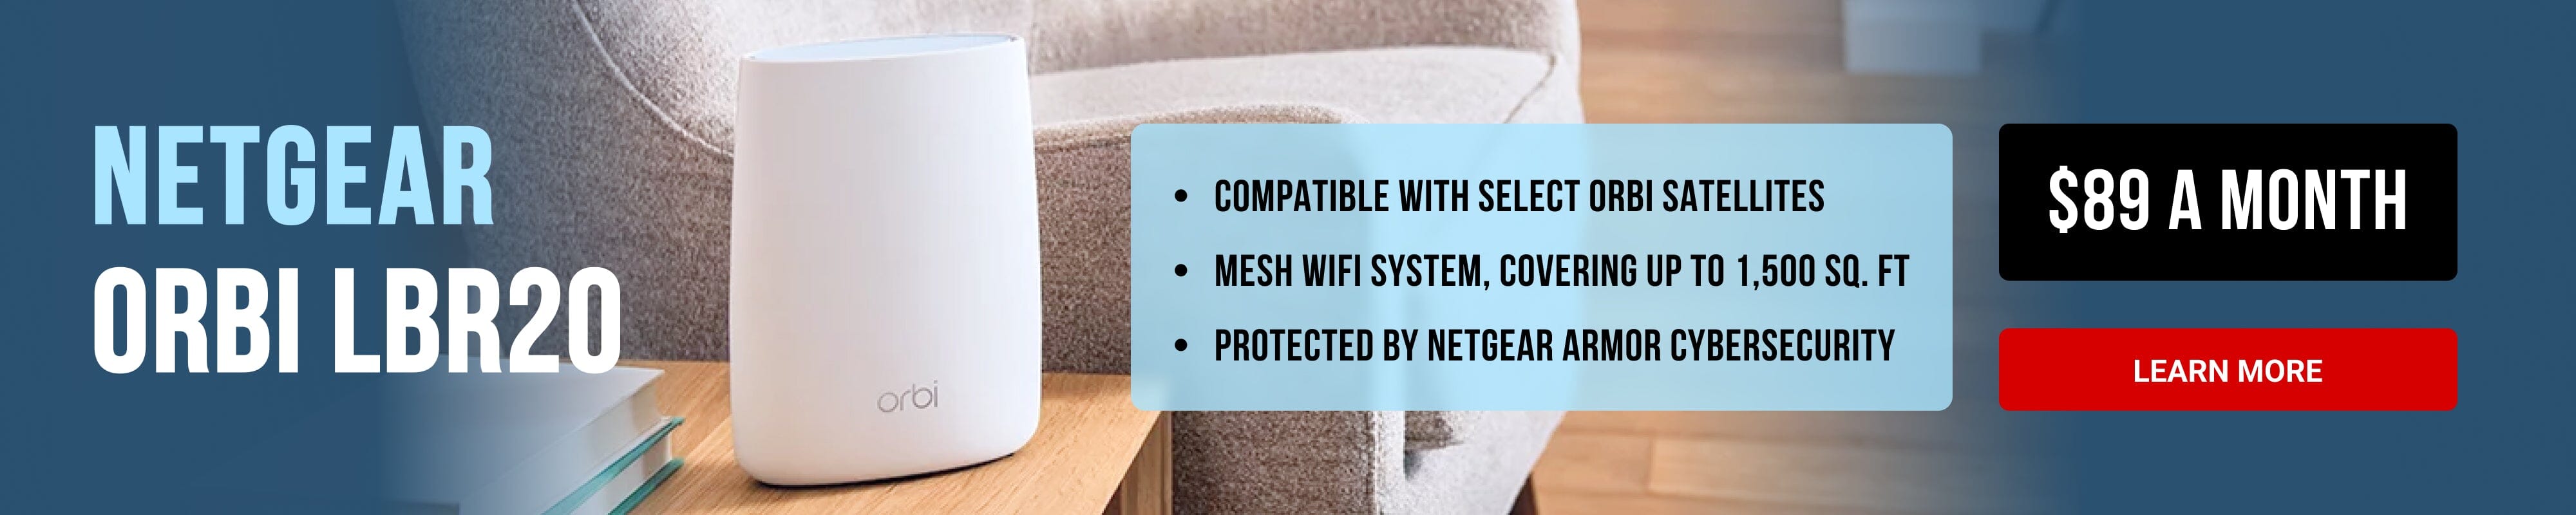 NETGEAR
ORBI LBR20
orbi
• COMPATIBLE WITH SELECT ORBI SATELLITES
• MESH WIFI SYSTEM, COVERING UP TO 1,500 SQ. FT
• PROTECTED BY NETGEAR ARMOR CYBERSECURITY
$89 A MONTH
LEARN MORE